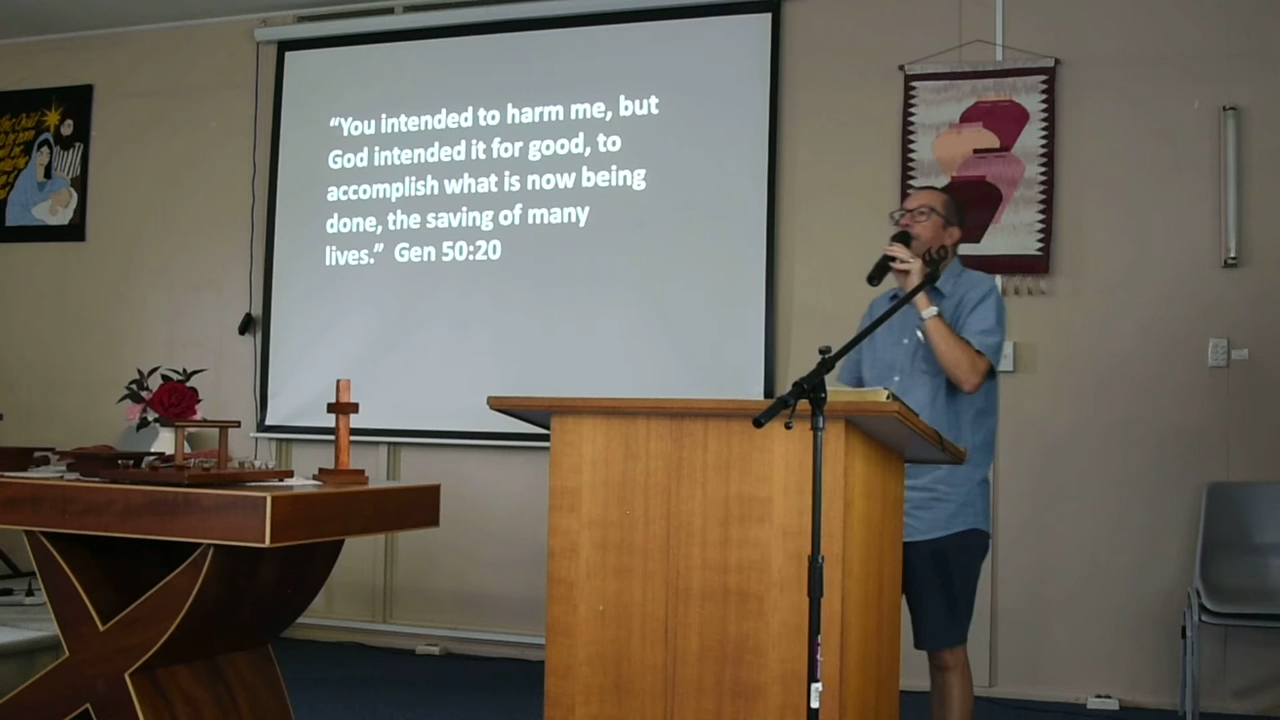 “You intended to harm me, but
God intended it for good, to
accomplish what is now being
done, the saving of many
lives.” Gen 50:20